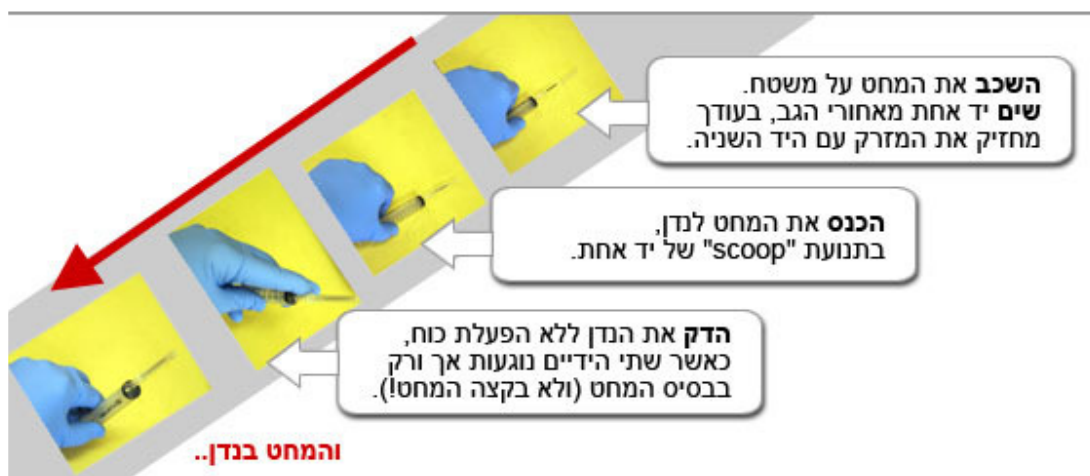 השכב את המחט על משטח.
שים יד אחת מאחורי הגב, בעודך
מחזיק את המזרק עם היד השניה.
הכנס את המחט לנדן,
בתנועת "scoop" של יד אחת.
הדק את הנדן ללא הפעלת כוח,
כאשר שתי הידיים נוגעות אך ורק
בבסיס המחט (ולא בקצה המחט!).
והמחט בנדן..